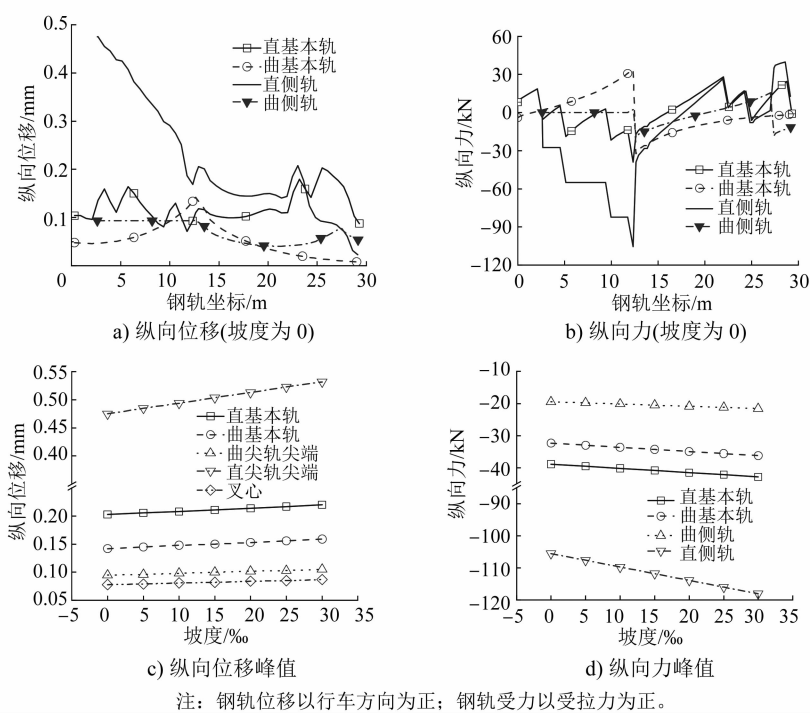 0.5
0.4
0.3
0.2
0.1
纵向位移/mm
直基本轨
曲基本轨
直侧轨
曲侧轨
0 5 10 15 20 25 30
钢轨坐标/m
a) 纵向位移(坡度为 0)
60
30
0
−30
−60
−90
−120
纵向力/kN
直基本轨
曲基本轨
直侧轨
曲侧轨
0 5 10 15 20 25 30
钢轨坐标/m
b) 纵向力(坡度为 0)
0.55
0.50
0.45
0.40
0.20
0.15
0.10
0.05
纵向位移/mm
直基本轨
曲基本轨
曲尖轨尖端
直尖轨尖端
叉心
−5 0 5 10 15 20 25 30 35
坡度/‰
c) 纵向位移峰值
−10
−20
−30
−40
−90
−100
−110
−120
纵向力/kN
直基本轨
曲基本轨
曲侧轨
直侧轨
−5 0 5 10 15 20 25 30 35
坡度/‰
d) 纵向力峰值
注：钢轨位移以行车方向为正；钢轨受力以受拉力为正。